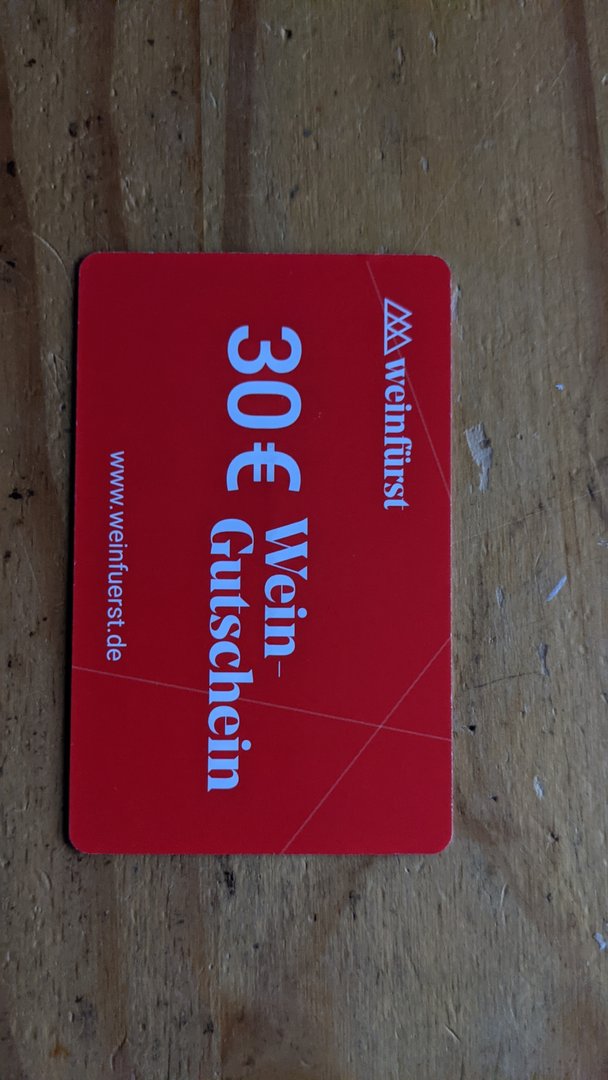 weinfürst
30 € Wein-
Gutschein
www.weinfuerst.de